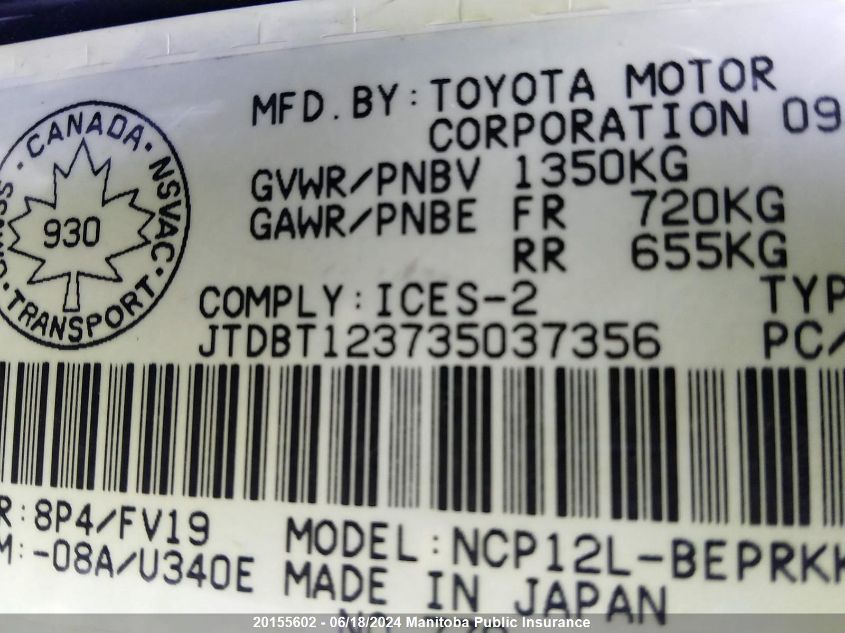 MFD.BY:TOYOTA MOTOR
CORPORATION 09
GVWR/PNBV 1350KG
GAWR/PNBE FR 720KG
RR 655KG
CANADA · NSVAC
930
TRANSPORT
COMPLY:ICES-2 TYP
JTDBT123735037356 PC/
R:8P4/FV19
M:-08A/U340E
MODEL:NCP12L-BEPRKK
MADE IN JAPAN
20155602 - 06/18/2024 Manitoba Public Insurance